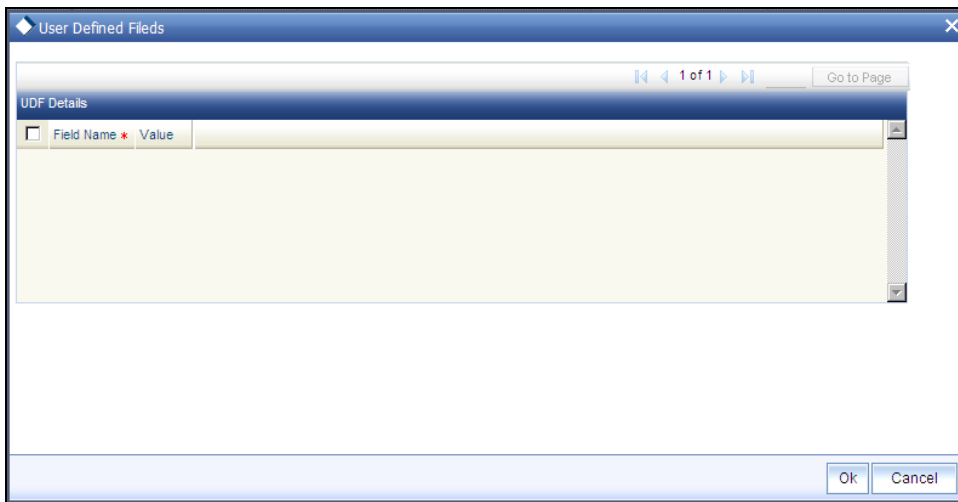 User Defined Fileds
1 of 1 Go to Page
UDF Details
Field Name * Value
Ok Cancel